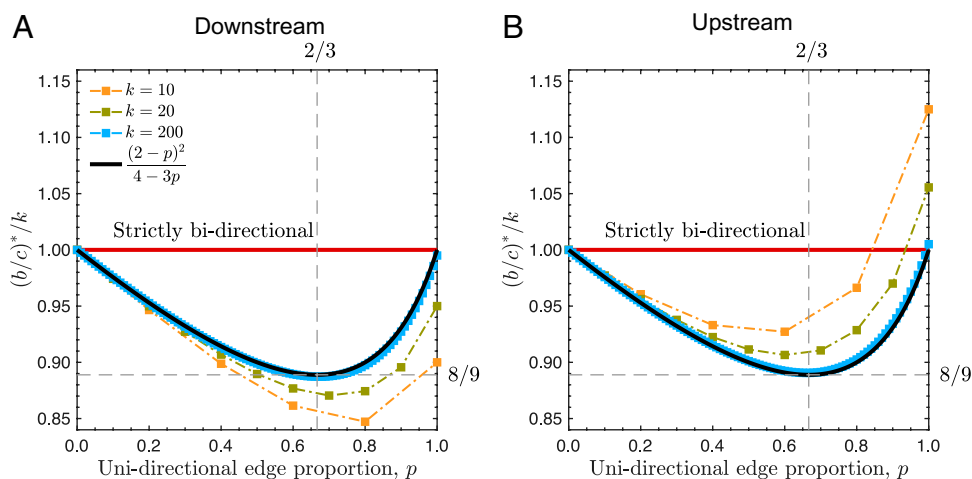 A
Downstream
2/3
1.15
1.10
1.05
1.00
0.95
0.90
0.85
(b/c)*/k
k = 10
k = 20
k = 200
(2 − p)²
4 − 3p
Strictly bi-directional
8/9
0.0 0.2 0.4 0.6 0.8 1.0
Uni-directional edge proportion, p
B
Upstream
2/3
1.15
1.10
1.05
1.00
0.95
0.90
0.85
(b/c)*/k
Strictly bi-directional
8/9
0.0 0.2 0.4 0.6 0.8 1.0
Uni-directional edge proportion, p